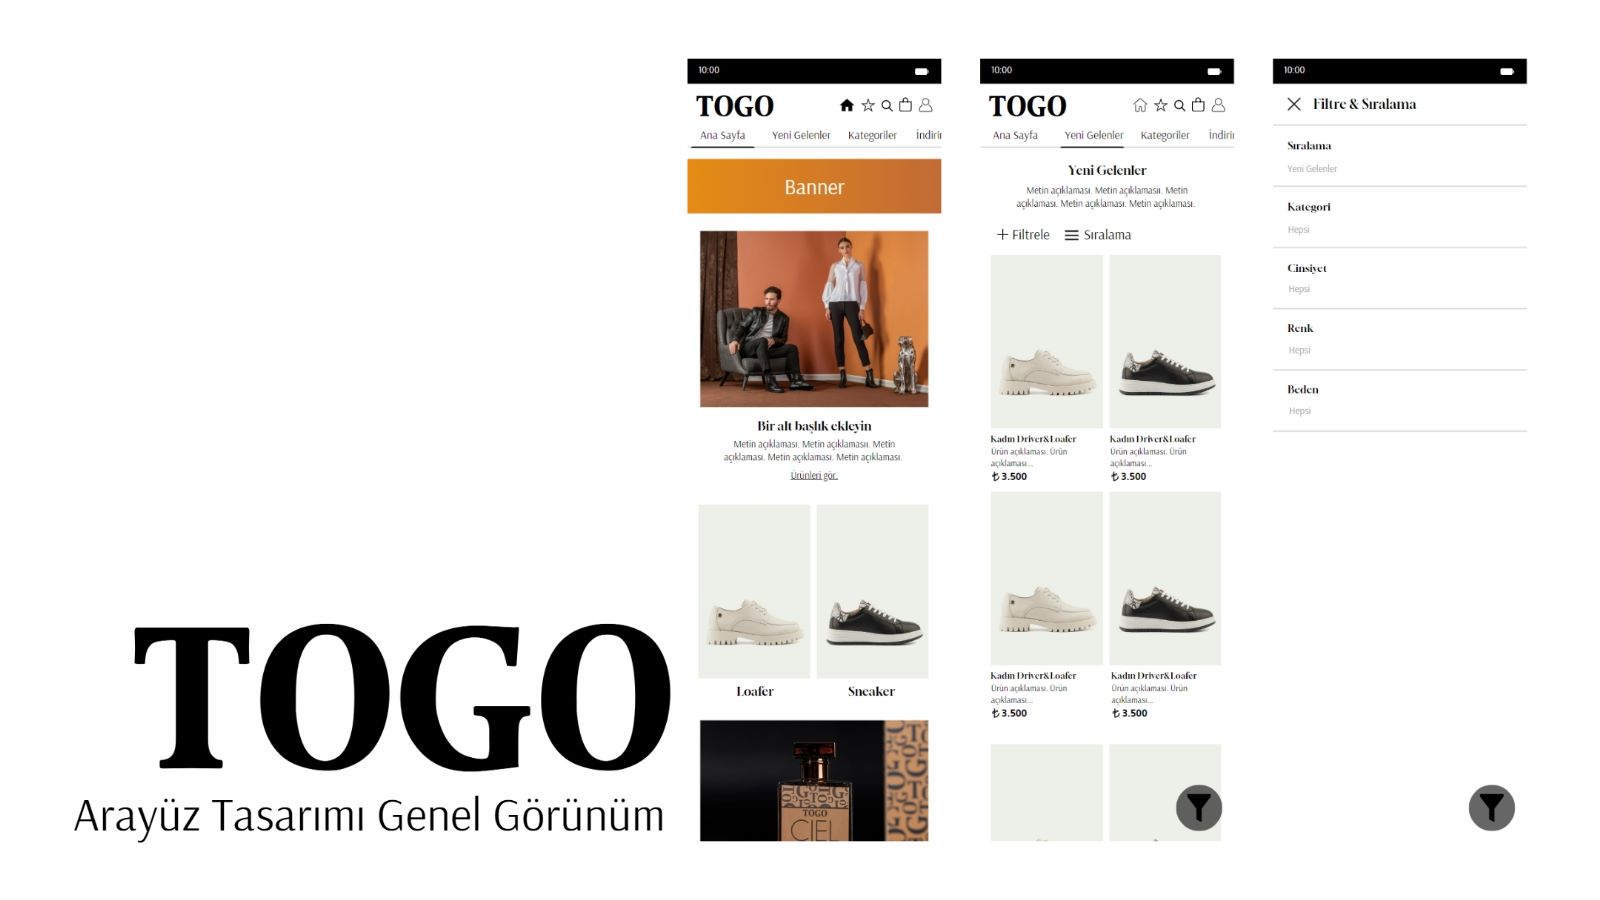 TOGO
Arayüz Tasarımı Genel Görünüm
10:00
TOGO
Ana Sayfa Yeni Gelenler Kategoriler İndirir
Banner
Bir alt başlık ekleyin
Metin açıklaması. Metin açıklaması. Metin
açıklaması. Metin açıklaması. Metin açıklaması.
Ürünleri gör.
Loafer Sneaker
TOGO
CIEL
10:00
TOGO
Ana Sayfa Yeni Gelenler Kategoriler İndirir
Yeni Gelenler
Metin açıklaması. Metin açıklaması. Metin
açıklaması. Metin açıklaması. Metin açıklaması.
Filtrele Sıralama
Kadın Driver&Loafer Kadın Driver&Loafer
Ürün açıklaması. Ürün Ürün açıklaması. Ürün
açıklaması... açıklaması...
₺ 3.500 ₺ 3.500
Kadın Driver&Loafer Kadın Driver&Loafer
Ürün açıklaması. Ürün Ürün açıklaması. Ürün
açıklaması... açıklaması...
₺ 3.500 ₺ 3.500
10:00
Filtre & Sıralama
Sıralama
Yeni Gelenler
Kategori
Hepsi
Cinsiyet
Hepsi
Renk
Hepsi
Beden
Hepsi